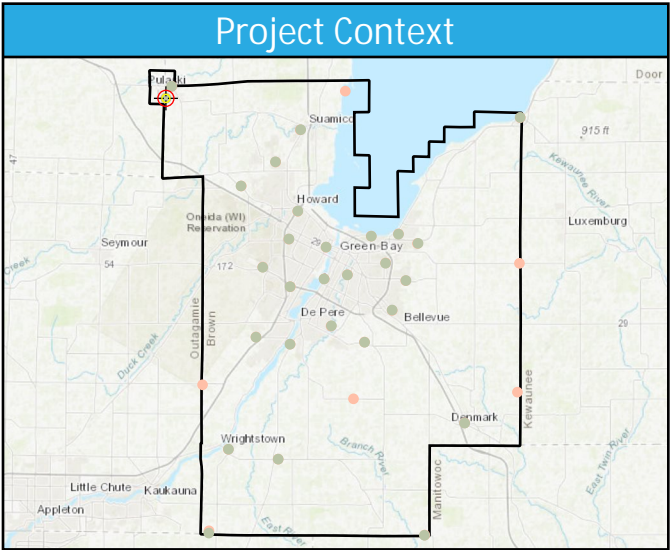 Project Context
Pulaski
Door
Suamico
915 ft
47
Kewaunee River
Howard
Oneida (WI)
Reservation
Luxemburg
Seymour
29
Green Bay
Creek
54
172
De Pere
Bellevue
29
Outagamie
Brown
Duck Creek
Denmark
Kewaunee
Wrightstown
Branch River
East Twin River
Little Chute
Kaukauna
Manitowoc
Appleton
East River